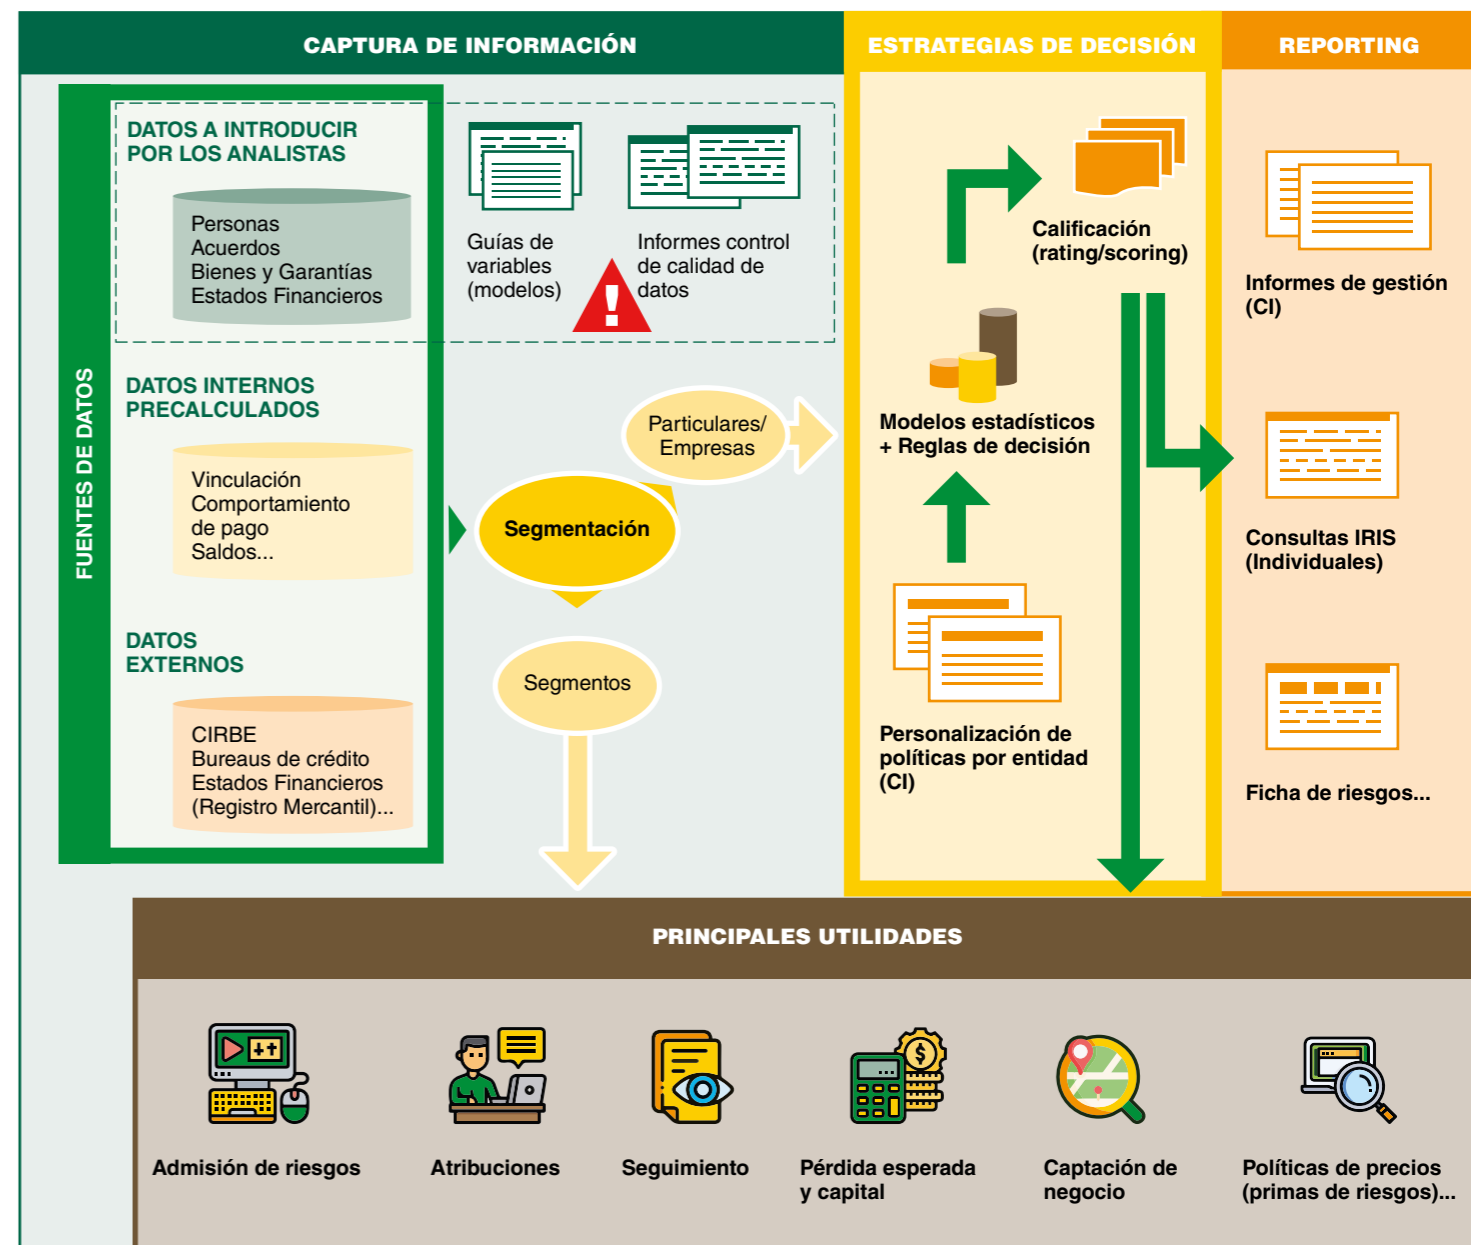 CAPTURA DE INFORMACIÓN
ESTRATEGIAS DE DECISIÓN
REPORTING
FUENTES DE DATOS
DATOS A INTRODUCIR
POR LOS ANALISTAS
Personas
Acuerdos
Bienes y Garantías
Estados Financieros
Guías de
variables
(modelos)
Informes control
de calidad de
datos
!
DATOS INTERNOS
PRECALCULADOS
Vinculación
Comportamiento
de pago
Saldos...
DATOS
EXTERNOS
CIRBE
Bureaus de crédito
Estados Financieros
(Registro Mercantil)...
Particulares/
Empresas
Segmentación
Segmentos
Calificación
(rating/scoring)
Modelos estadísticos
+ Reglas de decisión
Personalización de
políticas por entidad
(CI)
Informes de gestión
(CI)
Consultas IRIS
(Individuales)
Ficha de riesgos...
PRINCIPALES UTILIDADES
$
Admisión de riesgos
Atribuciones
Seguimiento
Pérdida esperada
y capital
Captación de
negocio
Políticas de precios
(primas de riesgos)...